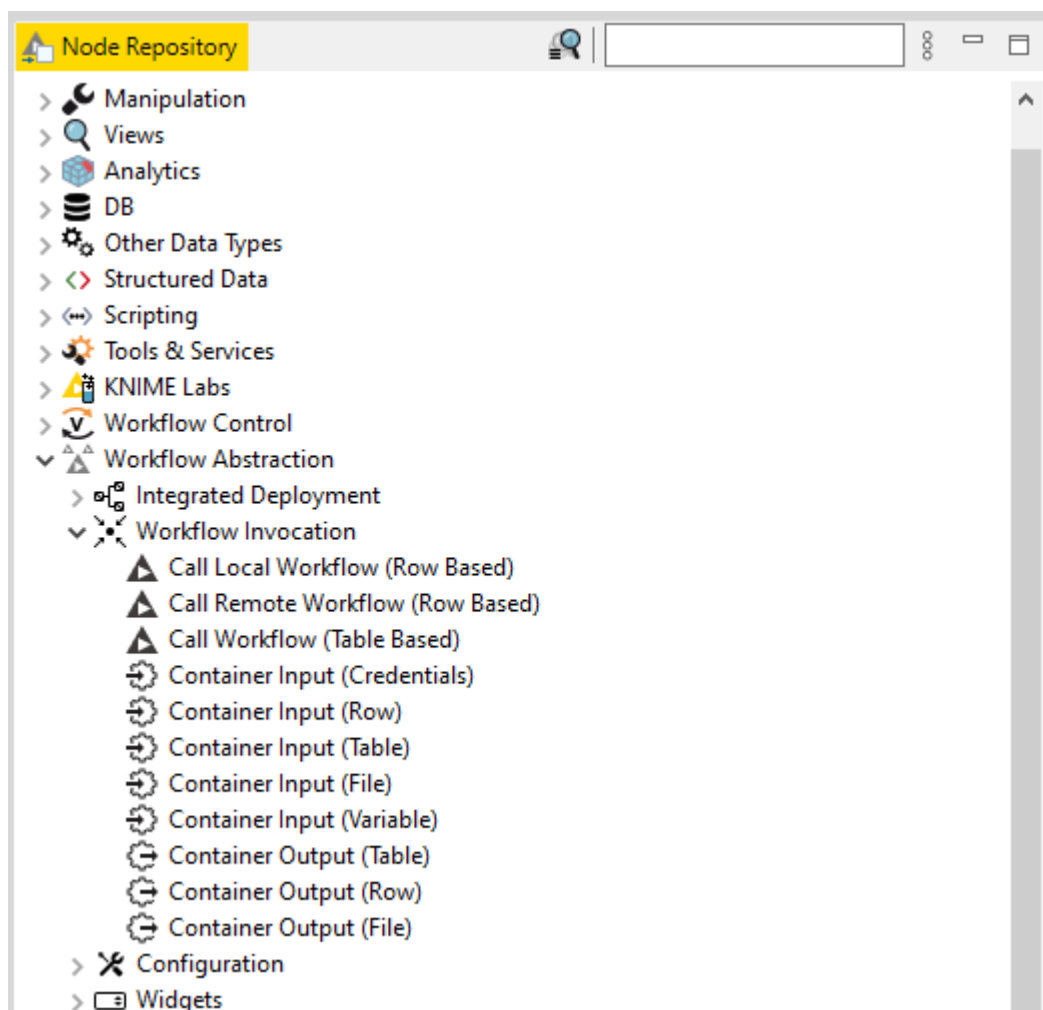 Node Repository
Manipulation
Views
Analytics
DB
Other Data Types
Structured Data
Scripting
Tools & Services
KNIME Labs
Workflow Control
Workflow Abstraction
Integrated Deployment
Workflow Invocation
Call Local Workflow (Row Based)
Call Remote Workflow (Row Based)
Call Workflow (Table Based)
Container Input (Credentials)
Container Input (Row)
Container Input (Table)
Container Input (File)
Container Input (Variable)
Container Output (Table)
Container Output (Row)
Container Output (File)
Configuration
Widgets